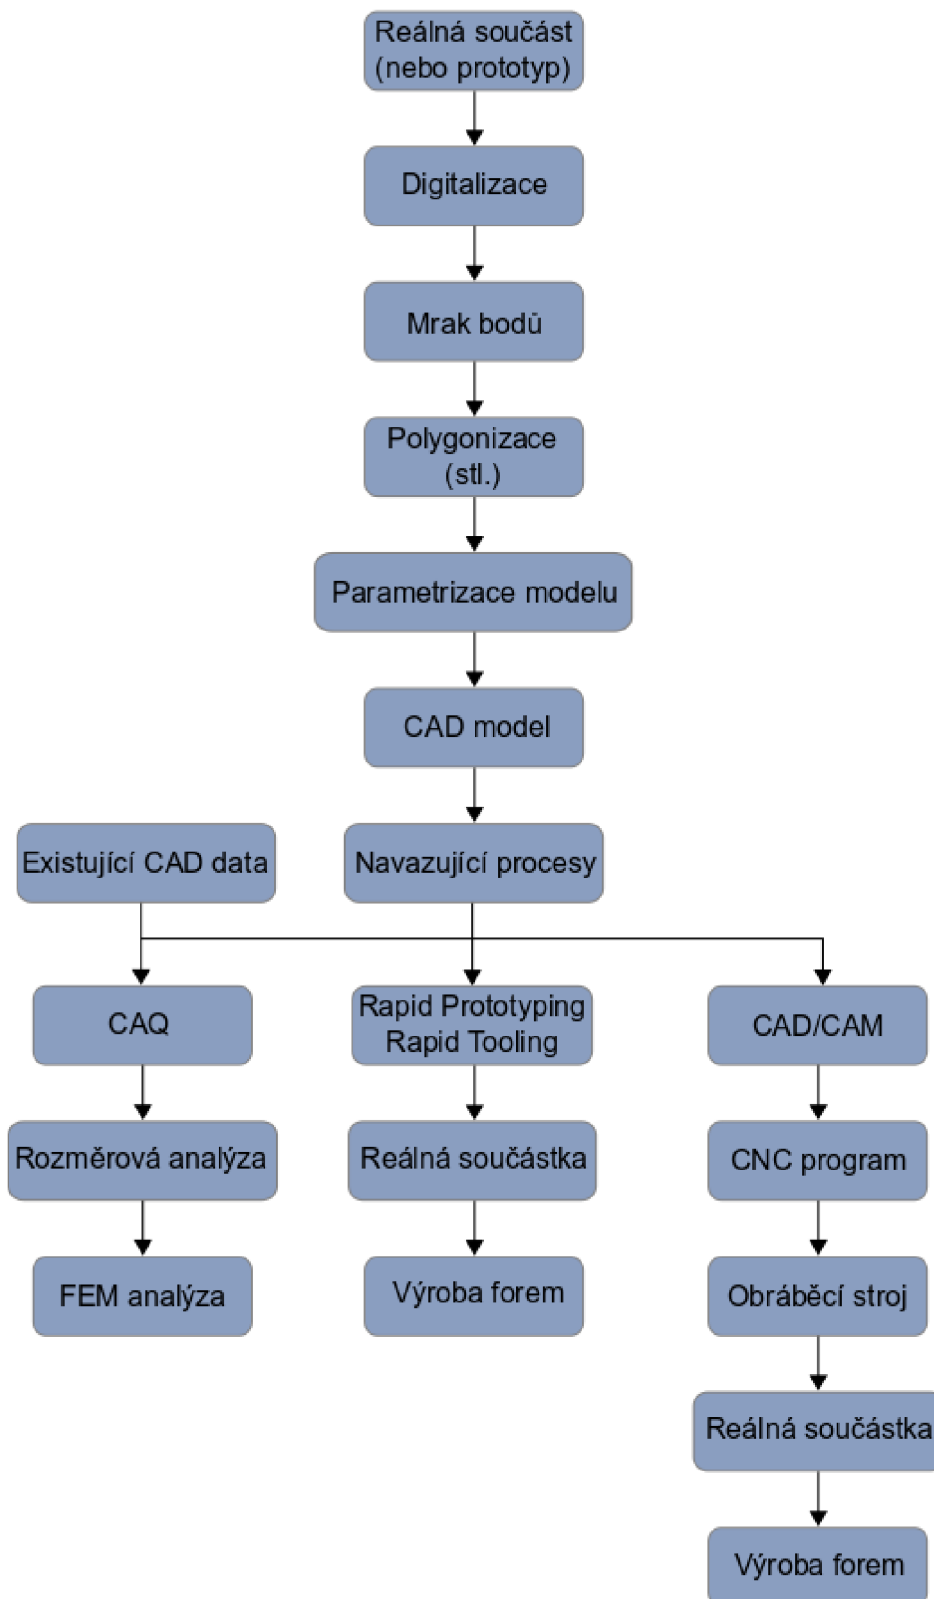 Reálná součást
(nebo prototyp)
Digitalizace
Mrak bodů
Polygonizace
(stl.)
Parametrizace modelu
CAD model
Existující CAD data
Navazující procesy
CAQ
Rapid Prototyping
Rapid Tooling
CAD/CAM
Rozměrová analýza
Reálná součástka
CNC program
FEM analýza
Výroba forem
Obráběcí stroj
Reálná součástka
Výroba forem